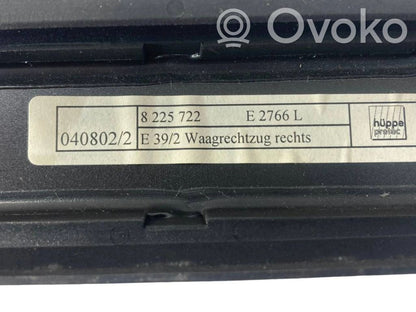 Ovoko
8 225 722 E 2766 L
040802/2 E 39/2 Waagrechtzug rechts
hüppe
protec